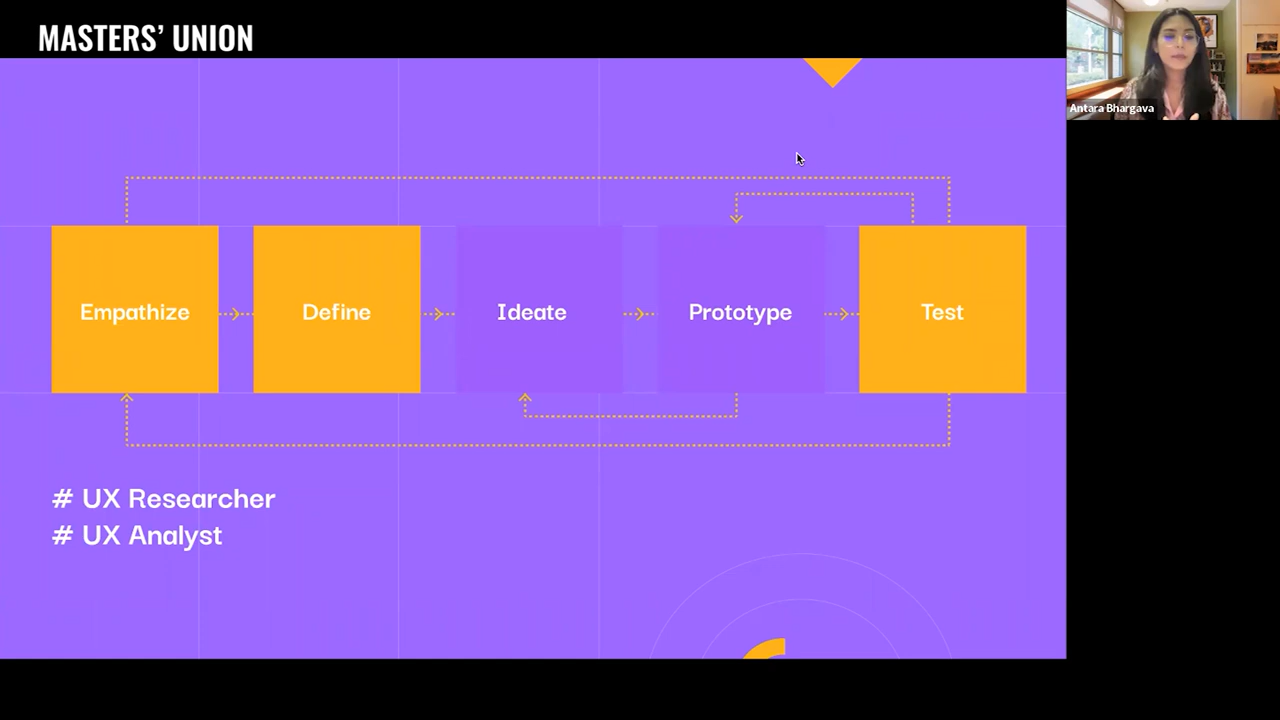 MASTERS' UNION
Antara Bhargava
Empathize
Define
Ideate
Prototype
Test
# UX Researcher
# UX Analyst